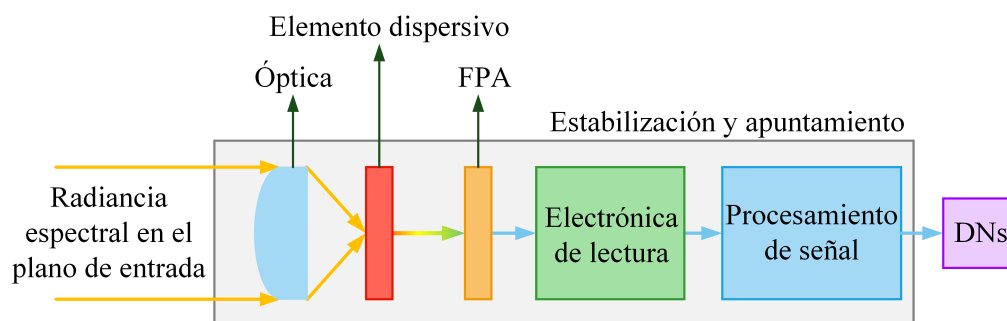 Elemento dispersivo
Óptica
FPA
Estabilización y apuntamiento
Radiancia
espectral en el
plano de entrada
Electrónica
de lectura
Procesamiento
de señal
DNs